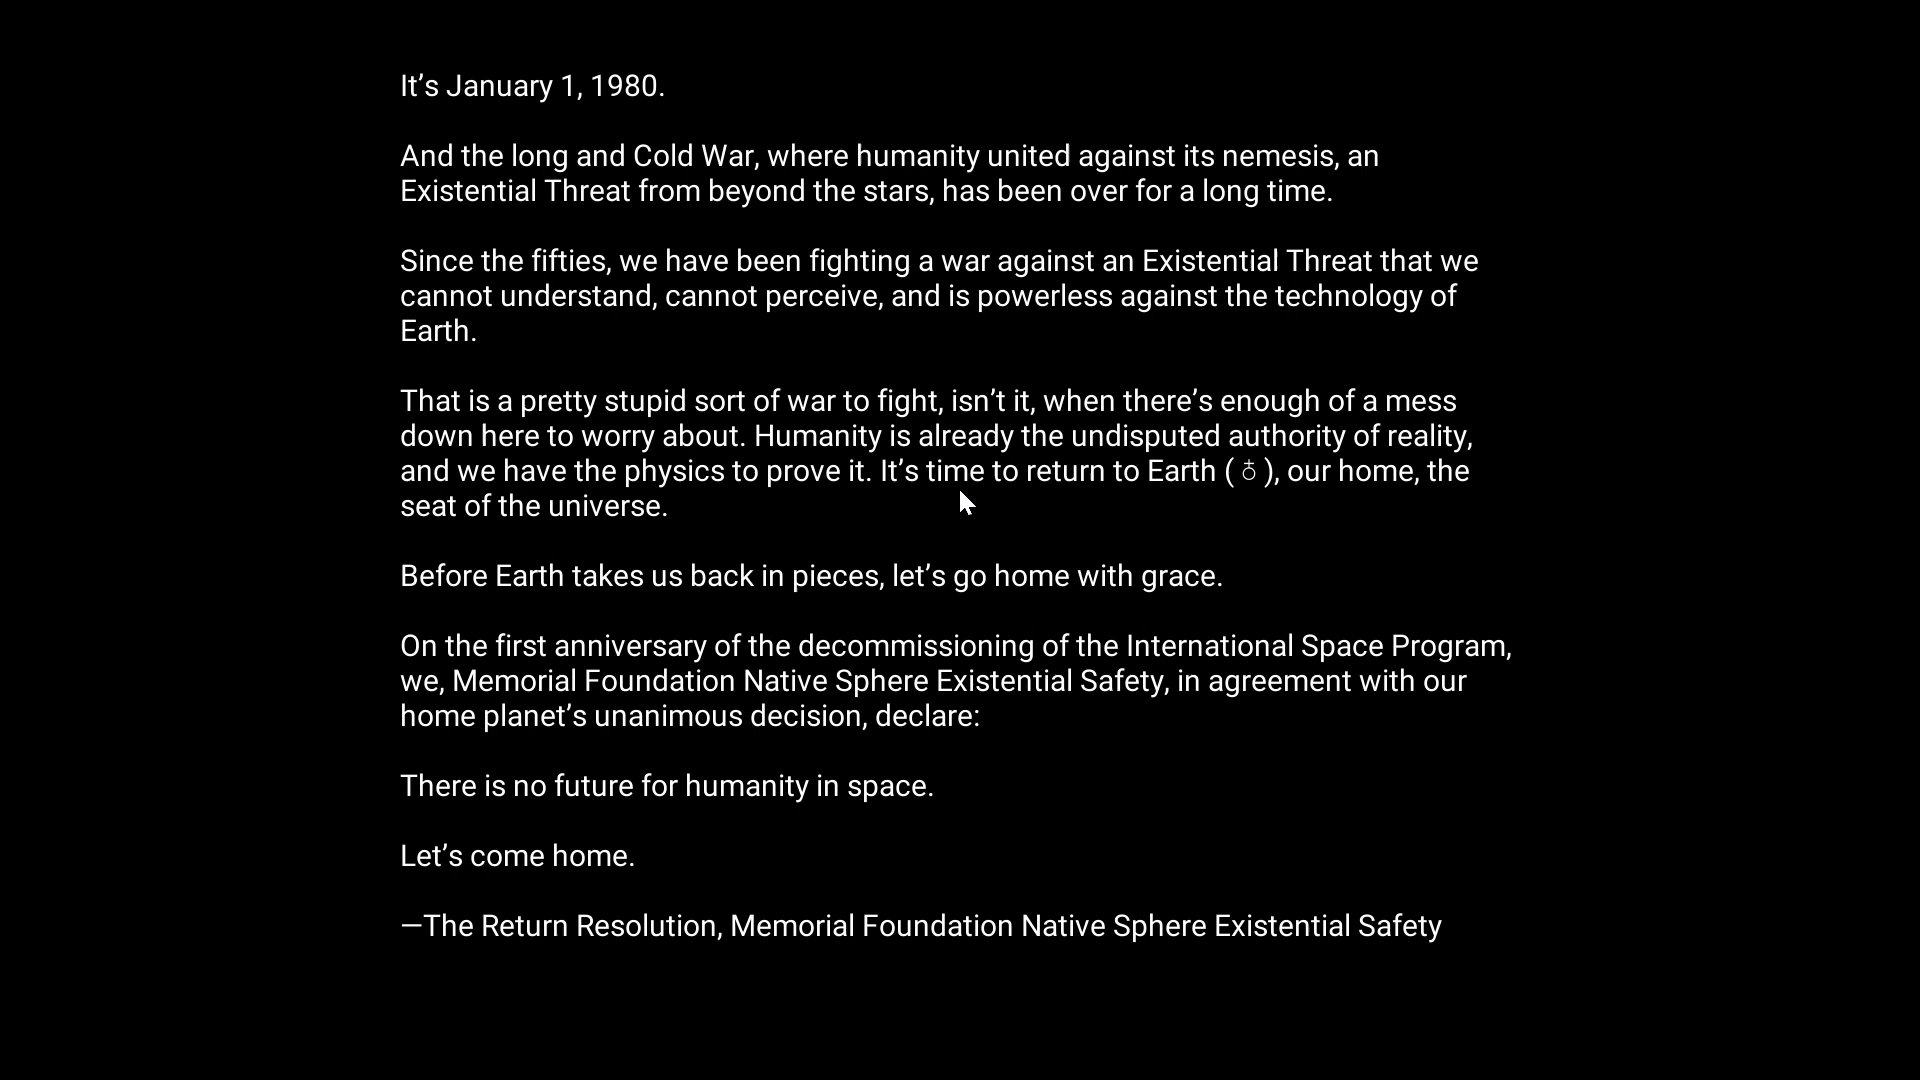 It’s January 1, 1980.
And the long and Cold War, where humanity united against its nemesis, an
Existential Threat from beyond the stars, has been over for a long time.
Since the fifties, we have been fighting a war against an Existential Threat that we
cannot understand, cannot perceive, and is powerless against the technology of
Earth.
That is a pretty stupid sort of war to fight, isn’t it, when there’s enough of a mess
down here to worry about. Humanity is already the undisputed authority of reality,
and we have the physics to prove it. It’s time to return to Earth ( ♁ ), our home, the
seat of the universe.
Before Earth takes us back in pieces, let’s go home with grace.
On the first anniversary of the decommissioning of the International Space Program,
we, Memorial Foundation Native Sphere Existential Safety, in agreement with our
home planet’s unanimous decision, declare:
There is no future for humanity in space.
Let’s come home.
—The Return Resolution, Memorial Foundation Native Sphere Existential Safety